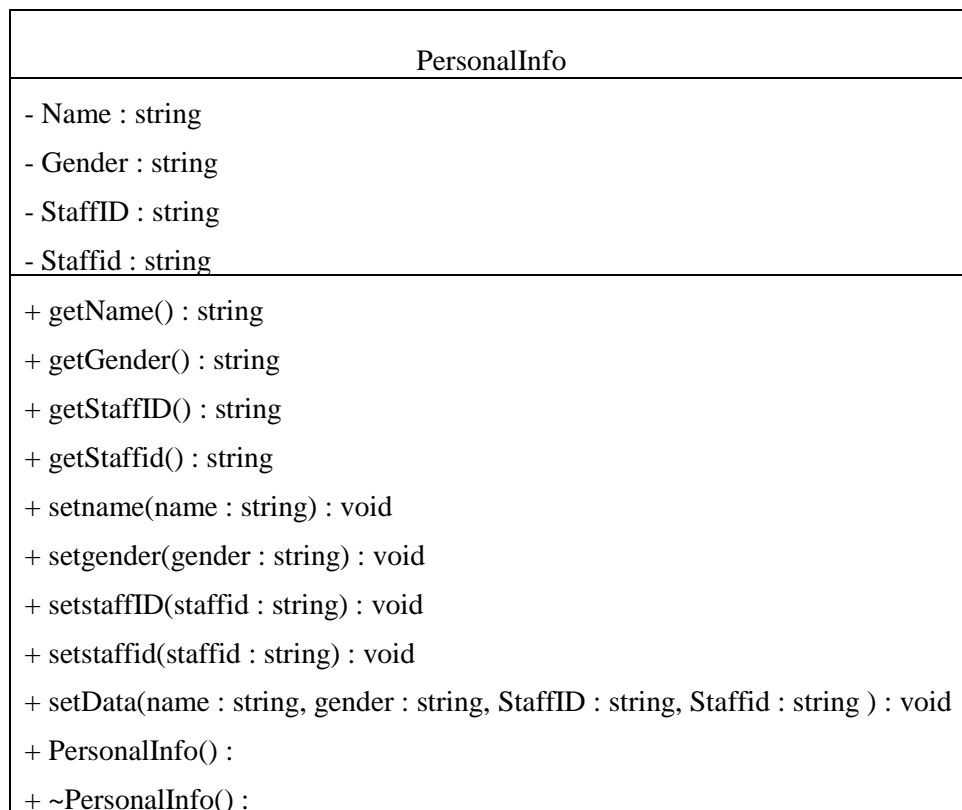 PersonalInfo
- Name : string
- Gender : string
- StaffID : string
- Staffid : string
+ getName() : string
+ getGender() : string
+ getStaffID() : string
+ getStaffid() : string
+ setname(name : string) : void
+ setgender(gender : string) : void
+ setstaffID(staffid : string) : void
+ setstaffid(staffid : string) : void
+ setData(name : string, gender : string, StaffID : string, Staffid : string ) : void
+ PersonalInfo() :
+ ~PersonalInfo() :